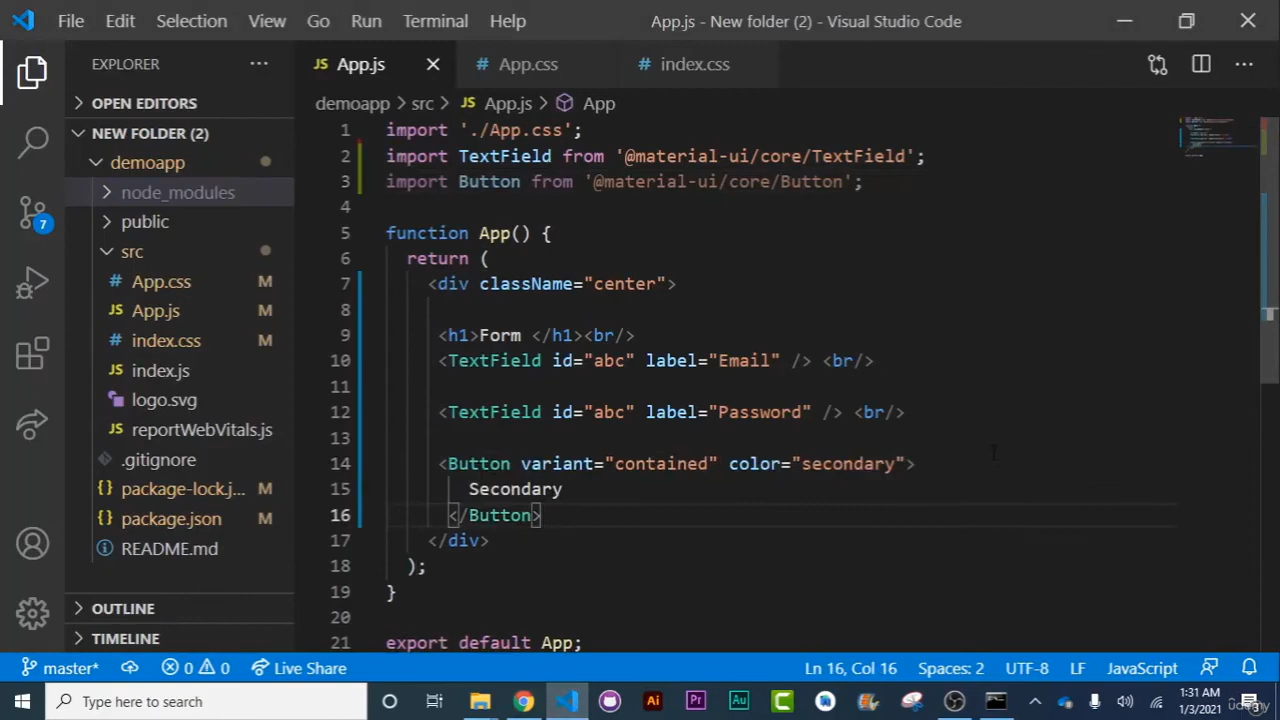 File Edit Selection View Go Run Terminal Help App.js - New folder (2) - Visual Studio Code
EXPLORER
App.js
App.css
index.css
OPEN EDITORS
NEW FOLDER (2)
demoapp
node_modules
public
src
App.css M
App.js M
index.css M
index.js
logo.svg
reportWebVitals.js
.gitignore
package-lock.j... M
package.json M
README.md
OUTLINE
TIMELINE
7
demoapp > src > App.js > App
1 import './App.css';
2 import TextField from '@material-ui/core/TextField';
3 import Button from '@material-ui/core/Button';
4
5 function App() {
6 return (
7 <div className="center">
8
9 <h1>Form </h1><br/>
10 <TextField id="abc" label="Email" /> <br/>
11
12 <TextField id="abc" label="Password" /> <br/>
13
14 <Button variant="contained" color="secondary">
15 Secondary
16 </Button>
17 </div>
18 );
19 }
20
21 export default App;
master* 0 0 Live Share Ln 16, Col 16 Spaces: 2 UTF-8 LF JavaScript
Type here to search
Ai Pr Au C
1:31 AM
1/3/2021
udemy